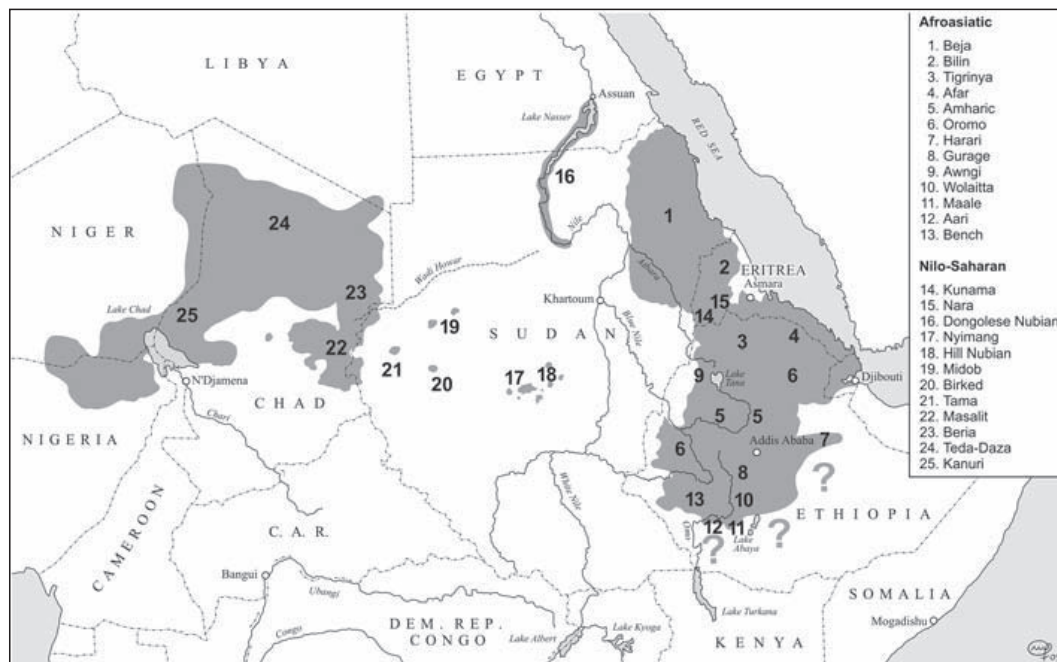 LIBYA
EGYPT
Assuan
Lake Nasser
RED SEA
16
Nile
24
1
NIGER
2
ERITREA
Asmara
Wadi Howar
Atbara
23
15
Lake Chad
25
14
Khartoum
19
SUDAN
Blue Nile
3
4
22
21
20
17
18
9
Lake Tana
6
Djibouti
N'Djamena
CHAD
5
5
Chari
NIGERIA
6
Addis Ababa
7
?
8
White Nile
13
10
ETHIOPIA
?
12
11
Omo
?
Lake Abaya
CAMEROON
C. A. R.
Bangui
Ubangi
Lake Turkana
SOMALIA
Mogadishu
DEM. REP.
CONGO
Congo
Lake Albert
Lake Kyoga
KENYA
Afroasiatic
1. Beja
2. Bilin
3. Tigrinya
4. Afar
5. Amharic
6. Oromo
7. Harari
8. Gurage
9. Awngi
10. Wolaitta
11. Maale
12. Aari
13. Bench
Nilo-Saharan
14. Kunama
15. Nara
16. Dongolese Nubian
17. Nyimang
18. Hill Nubian
19. Midob
20. Birked
21. Tama
22. Masalit
23. Beria
24. Teda-Daza
25. Kanuri